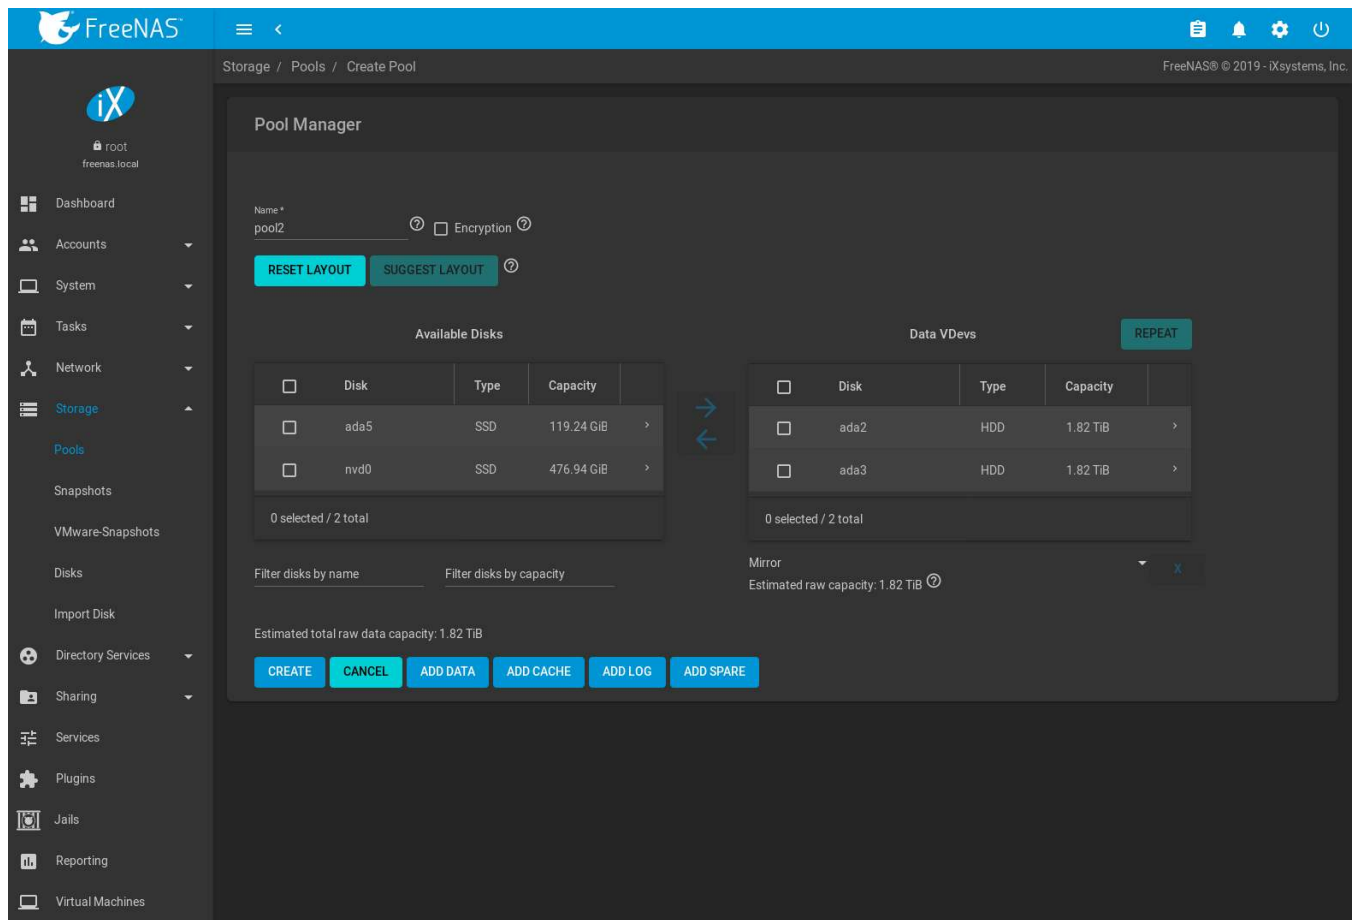 FreeNAS®
Storage / Pools / Create Pool
FreeNAS® © 2019 - iXsystems, Inc.
iX
root
freenas.local
Dashboard
Accounts
System
Tasks
Network
Storage
Pools
Snapshots
VMware-Snapshots
Disks
Import Disk
Directory Services
Sharing
Services
Plugins
Jails
Reporting
Virtual Machines
Pool Manager
Name *
pool2
Encryption
RESET LAYOUT SUGGEST LAYOUT
Available Disks
Disk Type Capacity
ada5 SSD 119.24 GiB
nvd0 SSD 476.94 GiB
0 selected / 2 total
Filter disks by name Filter disks by capacity
Data VDevs REPEAT
Disk Type Capacity
ada2 HDD 1.82 TiB
ada3 HDD 1.82 TiB
0 selected / 2 total
Mirror X
Estimated raw capacity: 1.82 TiB
Estimated total raw data capacity: 1.82 TiB
CREATE CANCEL ADD DATA ADD CACHE ADD LOG ADD SPARE